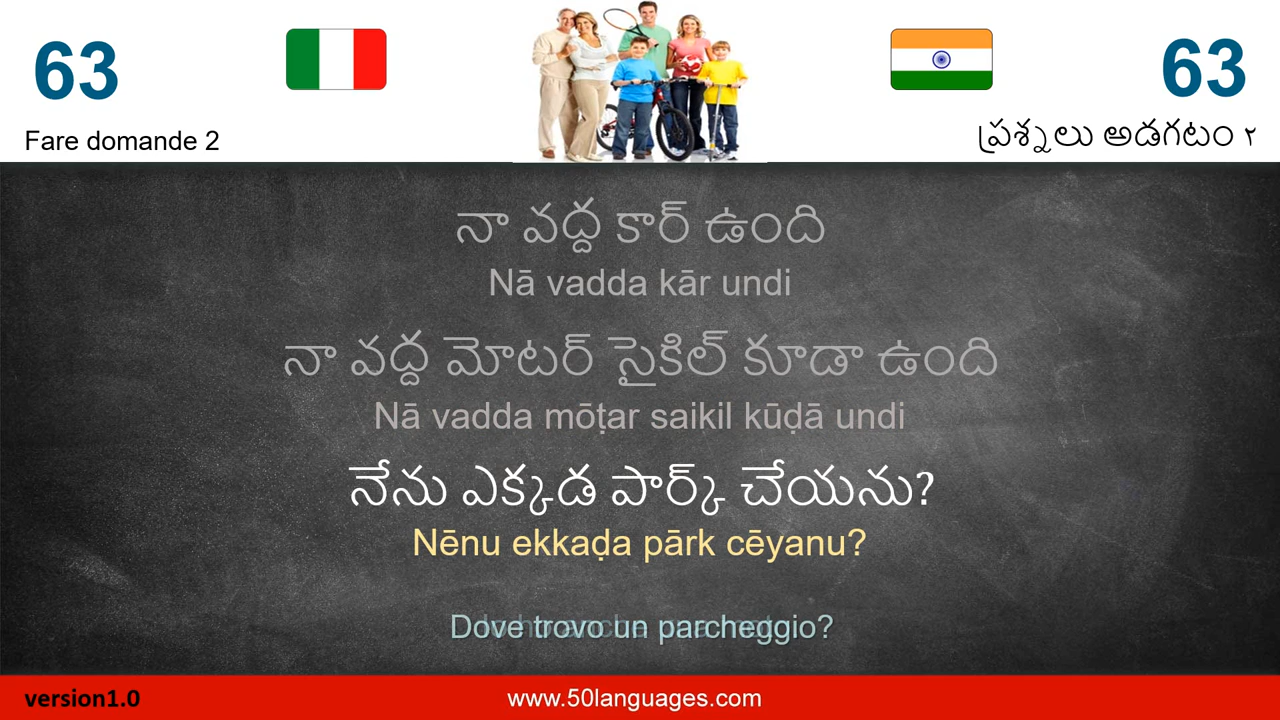 63
63
Fare domande 2
ప్రశ్నలు అడగటం ౨
నా వద్ద కార్ ఉంది
Nā vadda kār undi
నా వద్ద మోటర్ సైకిల్ కూడా ఉంది
Nā vadda mōṭar saikil kūḍā undi
నేను ఎక్కడ పార్క్ చేయను?
Nēnu ekkaḍa pārk cēyanu?
Dove trovo un parcheggio?
version1.0
www.50languages.com